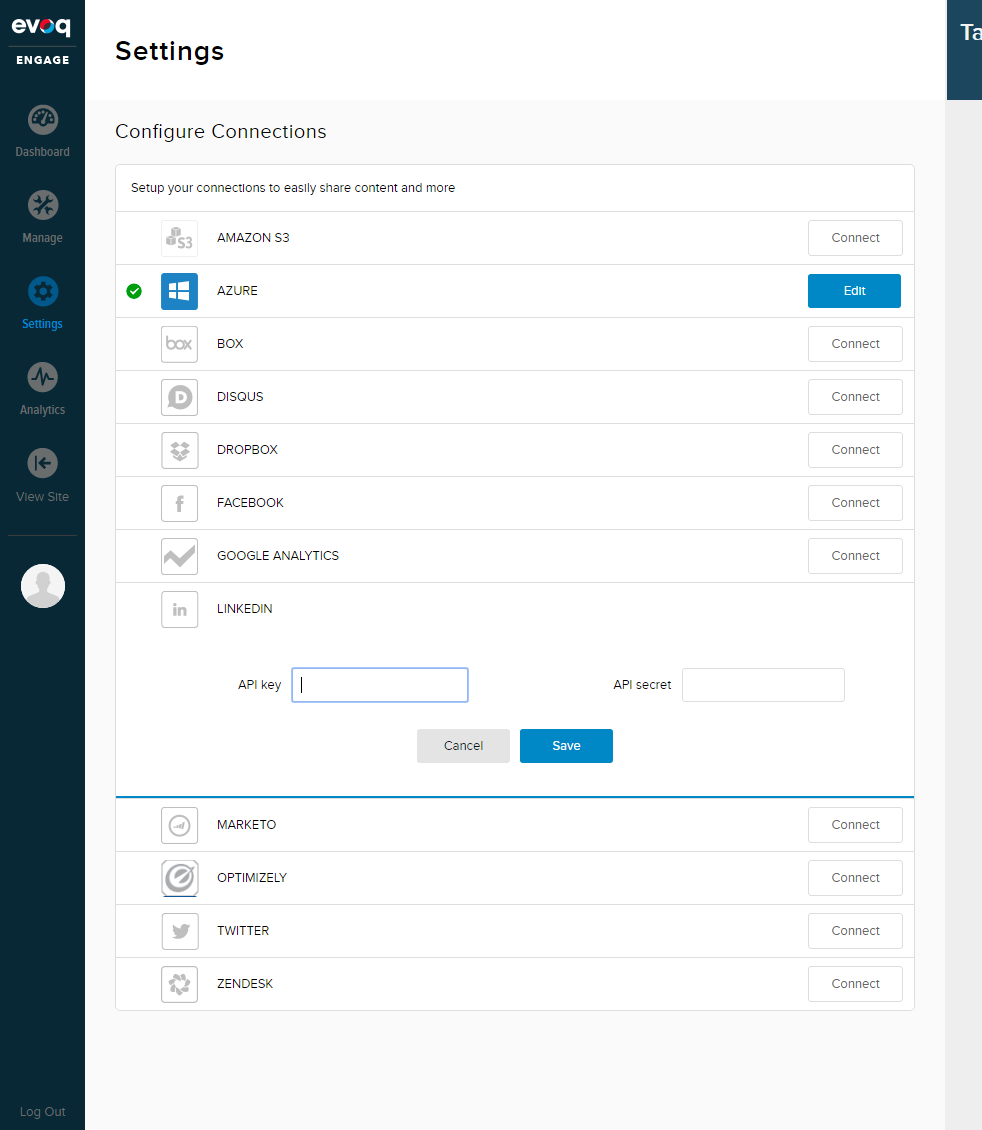 evoq
ENGAGE
Dashboard
Manage
Settings
Analytics
View Site
Log Out
Settings
Ta
Configure Connections
Setup your connections to easily share content and more
S3 AMAZON S3 Connect
AZURE Edit
box BOX Connect
D DISQUS Connect
DROPBOX Connect
f FACEBOOK Connect
GOOGLE ANALYTICS Connect
in LINKEDIN
API key API secret
Cancel Save
MARKETO Connect
OPTIMIZELY Connect
TWITTER Connect
ZENDESK Connect